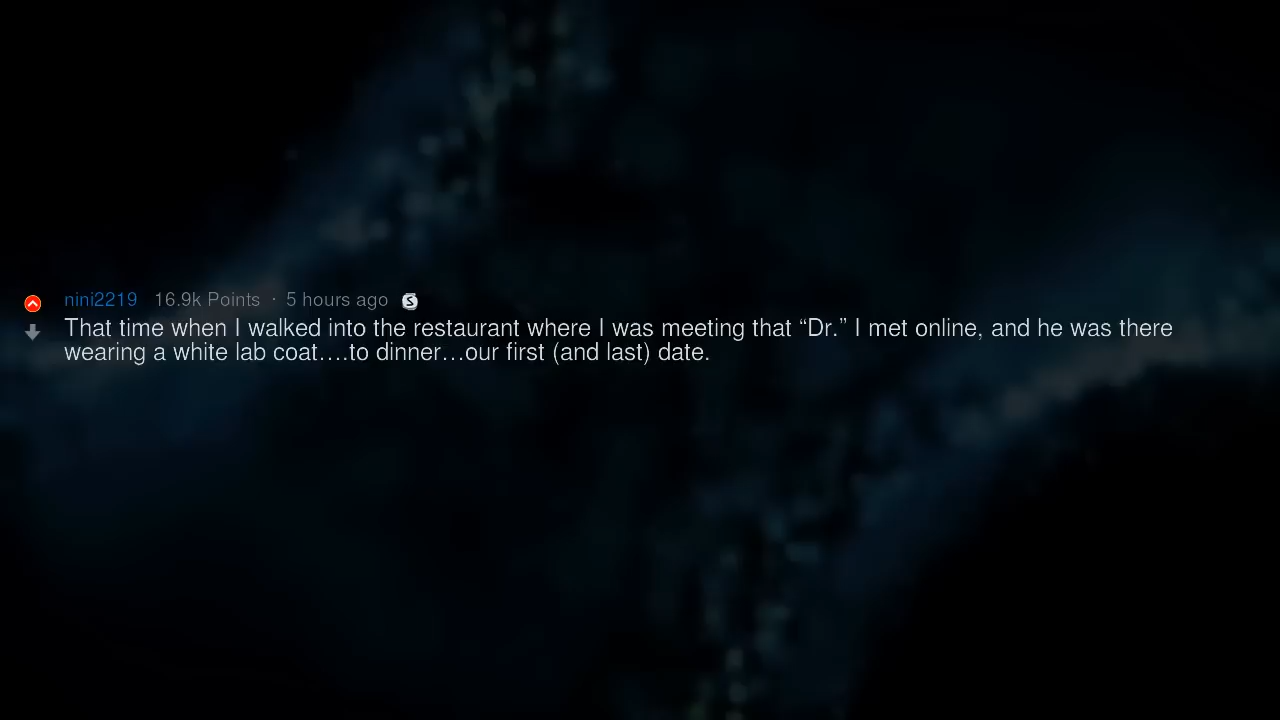 nini2219 16.9k Points · 5 hours ago
That time when I walked into the restaurant where I was meeting that “Dr.” I met online, and he was there
wearing a white lab coat….to dinner…our first (and last) date.